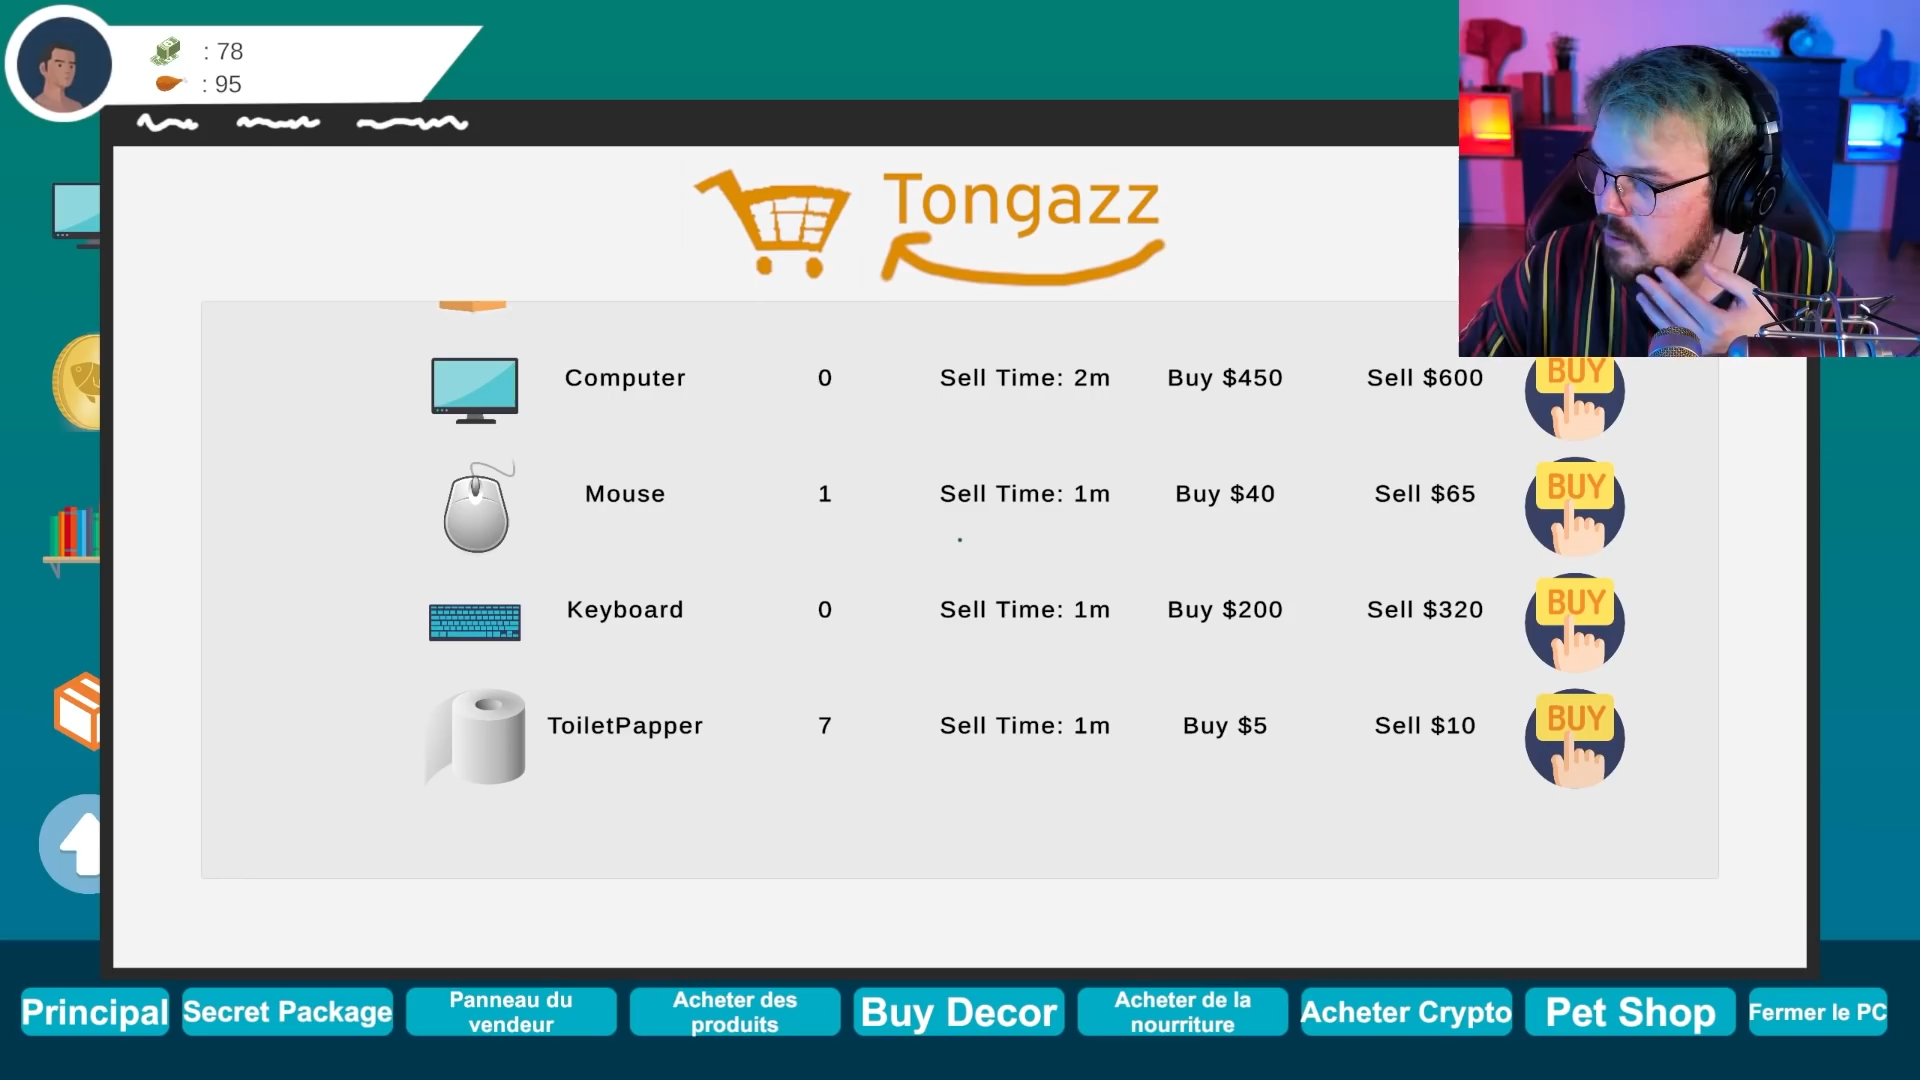 : 78
: 95
Tongazz
Computer 0 Sell Time: 2m Buy $450 Sell $600 BUY
Mouse 1 Sell Time: 1m Buy $40 Sell $65 BUY
Keyboard 0 Sell Time: 1m Buy $200 Sell $320 BUY
ToiletPapper 7 Sell Time: 1m Buy $5 Sell $10 BUY
Principal
Secret Package
Panneau du
vendeur
Acheter des
produits
Buy Decor
Acheter de la
nourriture
Acheter Crypto
Pet Shop
Fermer le PC